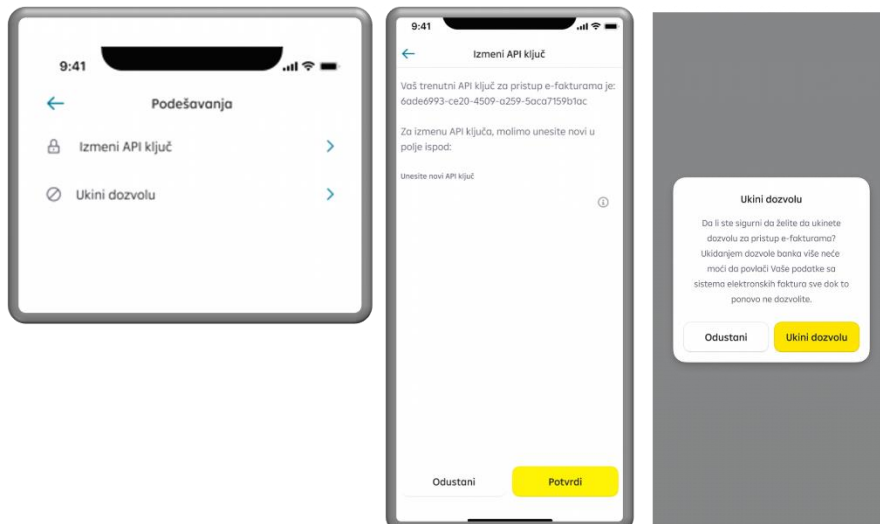 9:41
Podešavanja
Izmeni API ključ
Ukini dozvolu
9:41
Izmeni API ključ
Vaš trenutni API ključ za pristup e-fakturama je:
6ade6993-ce20-4509-a259-5aca7159b1ac
Za izmenu API ključa, molimo unesite novi u
polje ispod:
Unesite novi API ključ
Odustani
Potvrdi
Ukini dozvolu
Da li ste sigurni da želite da ukinete
dozvolu za pristup e-fakturama?
Ukidanjem dozvole banka više neće
moći da povlači Vaše podatke sa
sistema elektronskih faktura sve dok to
ponovo ne dozvolite.
Odustani
Ukini dozvolu